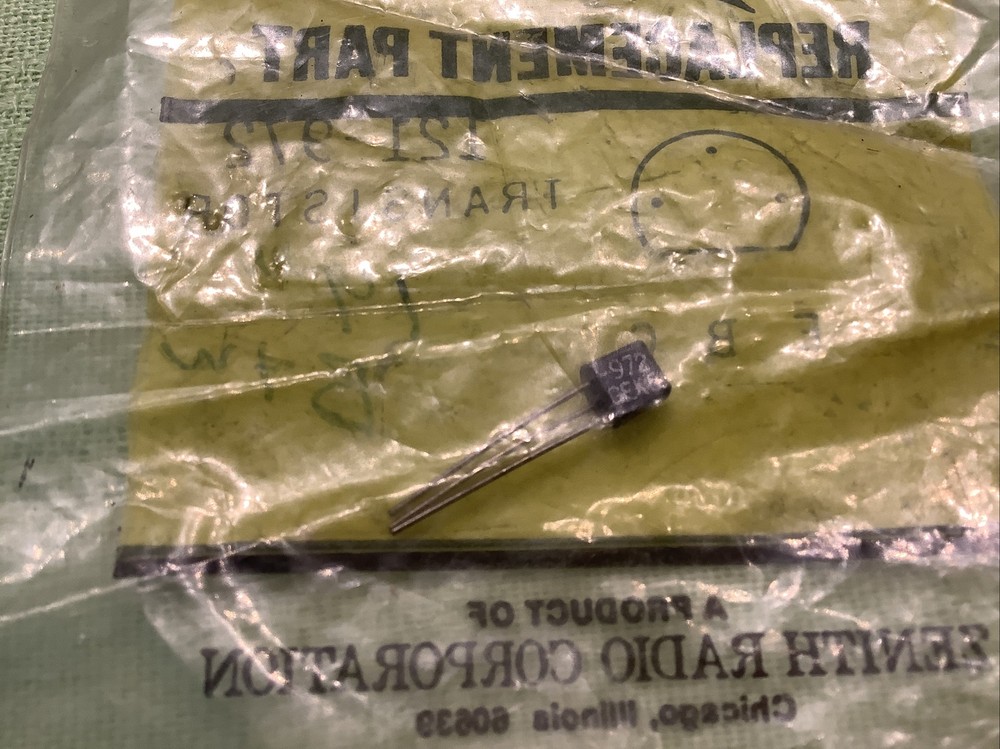 REPLACEMENT PART
121 972
TRANSISTOR
E B C
972
A PRODUCT OF
ZENITH RADIO CORPORATION
Chicago, Illinois 60639